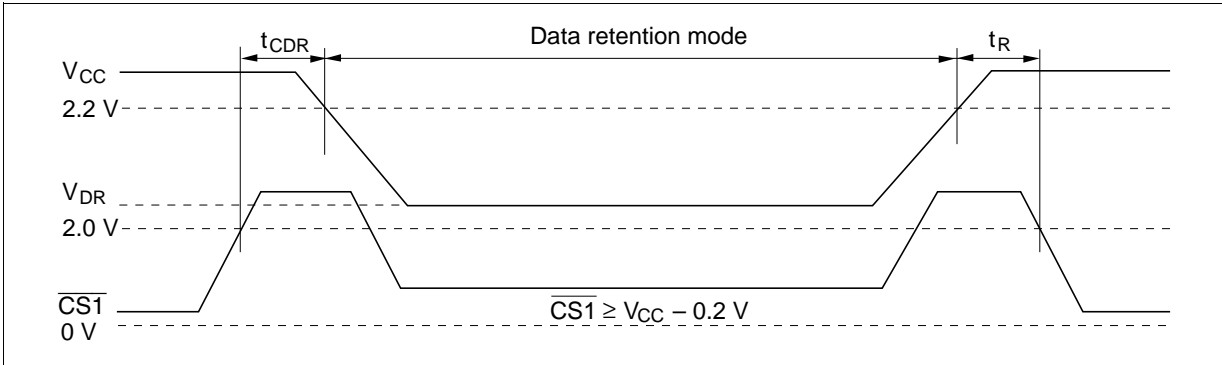 tCDR
Data retention mode
tR
VCC
2.2 V
VDR
2.0 V
CS1
CS1 ≥ VCC – 0.2 V
0 V